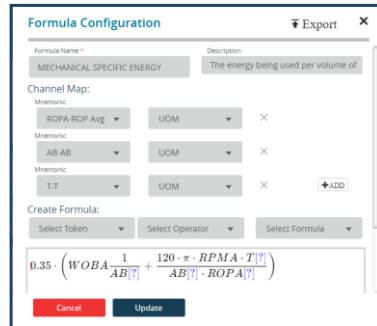 Formula Configuration
Export ×
Formula Name * Description
MECHANICAL SPECIFIC ENERGY The energy being used per volume of
Channel Map:
Mnemonic
ROPA-ROP Avg UOM ×
Mnemonic
AB-AB UOM ×
Mnemonic
T-T UOM × +ADD
Create Formula:
Select Token Select Operator Select Formula
0.35 · (WOBA 1/AB[?] + 120 · π · RPMA · T[?]/AB[?] · ROPA[?])
Cancel Update